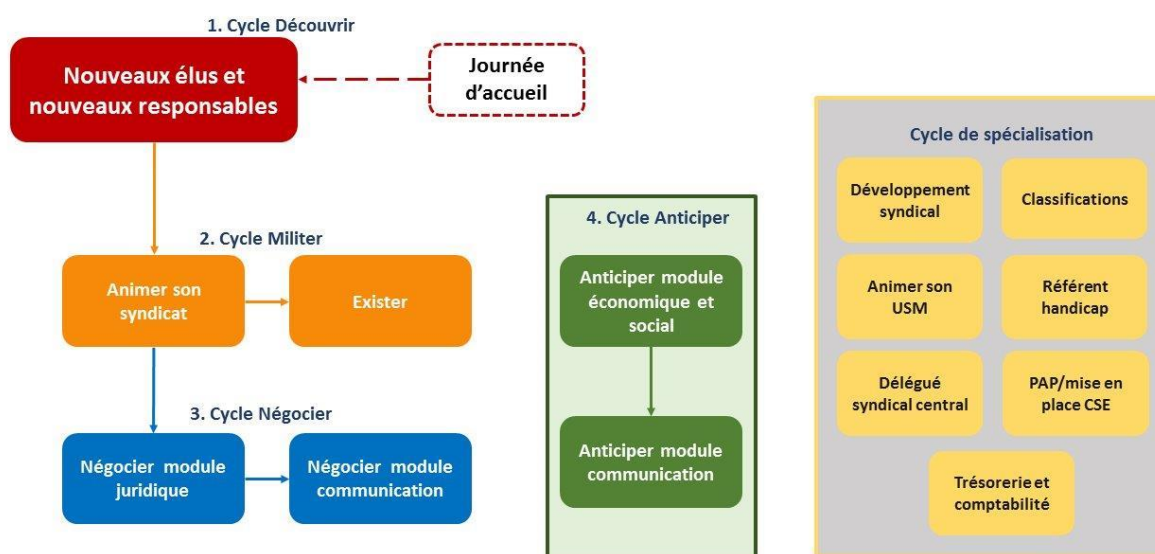 1. Cycle Découvrir
Nouveaux élus et
nouveaux responsables
Journée
d'accueil
2. Cycle Militer
Animer son
syndicat
Exister
3. Cycle Négocier
Négocier module
juridique
Négocier module
communication
4. Cycle Anticiper
Anticiper module
économique et
social
Anticiper module
communication
Cycle de spécialisation
Développement
syndical
Classifications
Animer son
USM
Référent
handicap
Délégué
syndical central
PAP/mise en
place CSE
Trésorerie et
comptabilité